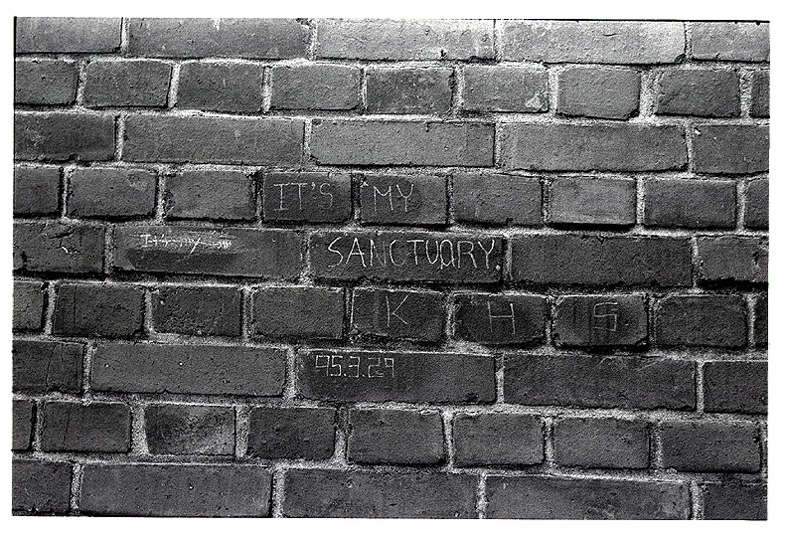 IT'S MY
SANCTUARY.
K H S
95.3.29